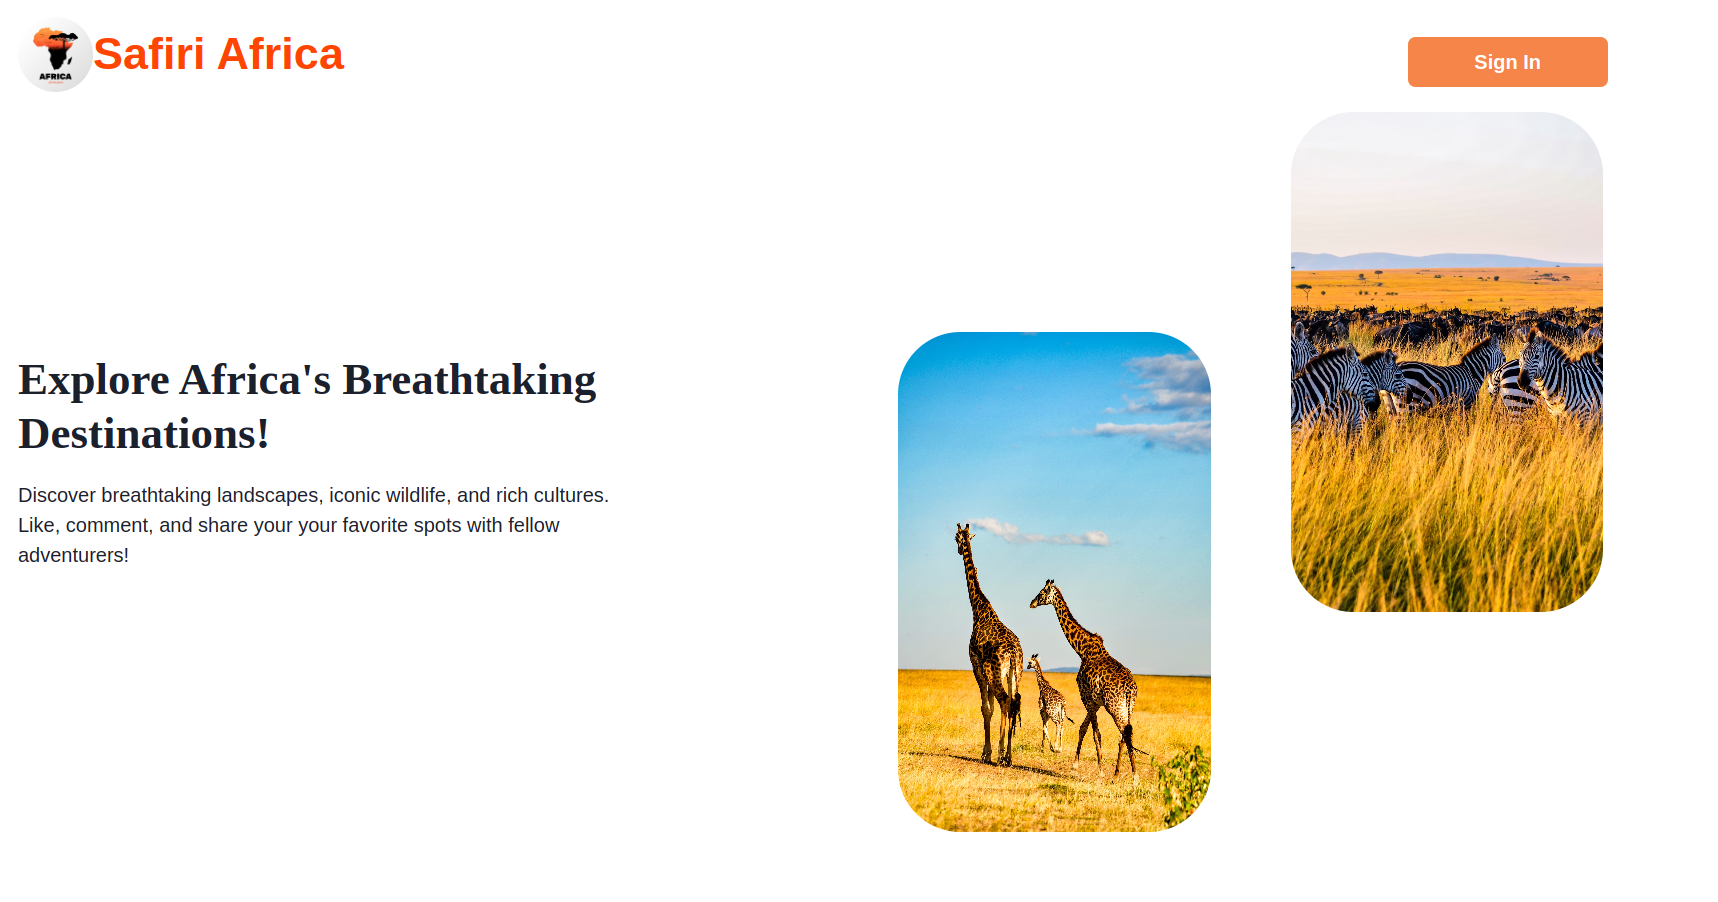 AFRICA
Safiri Africa
Sign In
Explore Africa's Breathtaking
Destinations!
Discover breathtaking landscapes, iconic wildlife, and rich cultures.
Like, comment, and share your your favorite spots with fellow
adventurers!